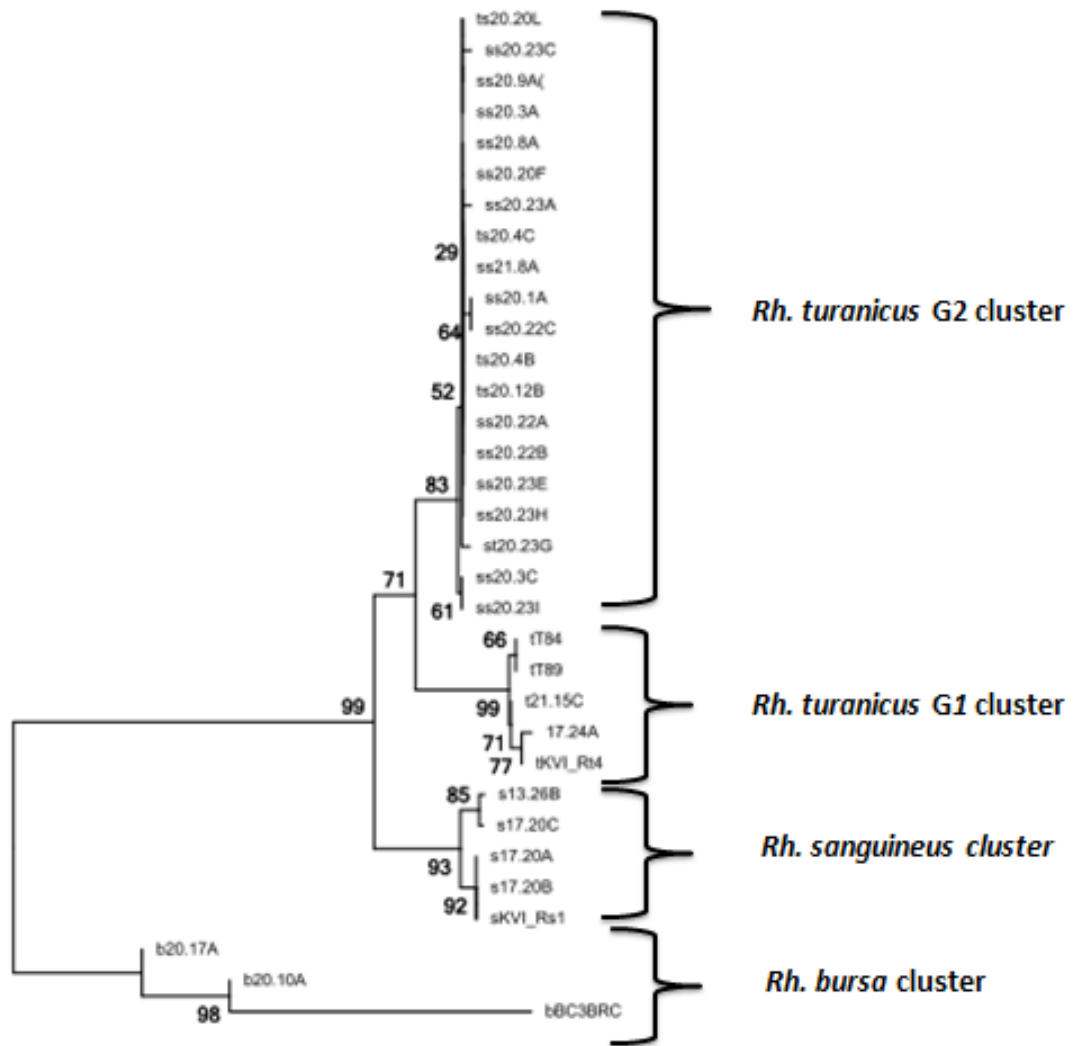 ts20.20L
ss20.23C
ss20.9A(
ss20.3A
ss20.8A
ss20.20F
ss20.23A
ts20.4C
29
ss21.8A
ss20.1A
Rh. turanicus G2 cluster
64
ss20.22C
ts20.4B
52
ts20.12B
ss20.22A
ss20.22B
83
ss20.23E
ss20.23H
st20.23G
71
ss20.3C
61
ss20.23I
66
tT84
tT89
99
99
t21.15C
Rh. turanicus G1 cluster
71
17.24A
77
tKVI_Rt4
85
s13.26B
s17.20C
Rh. sanguineus cluster
93
s17.20A
s17.20B
92
sKVI_Rs1
b20.17A
b20.10A
Rh. bursa cluster
98
bBC3BRC